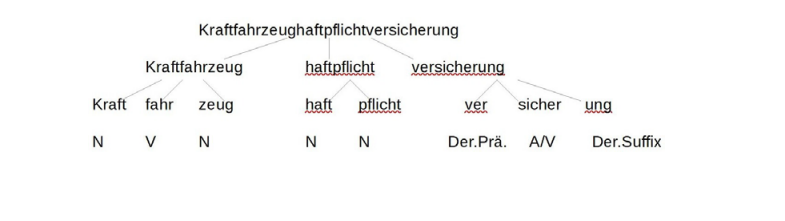 Kraftfahrzeughaftpflichtversicherung
Kraftfahrzeug haftpflicht versicherung
Kraft fahr zeug haft pflicht ver sicher ung
N V N N N Der.Prä. A/V Der.Suffix